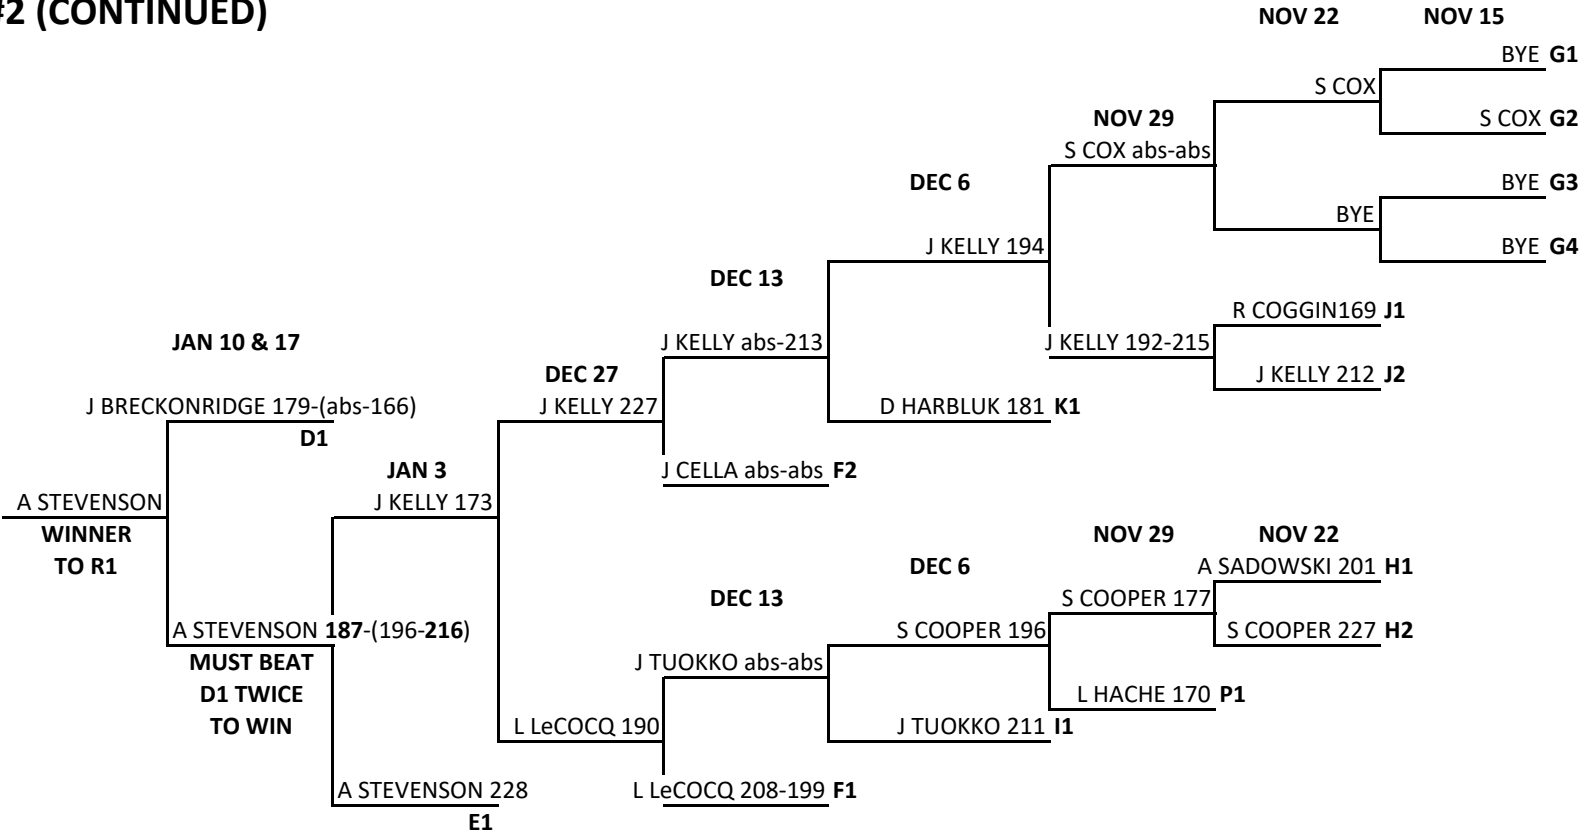 #2 (CONTINUED)
NOV 22 NOV 15
BYE G1
S COX
NOV 29 S COX G2
S COX abs-abs
DEC 6 BYE G3
BYE
J KELLY 194 BYE G4
DEC 13
R COGGIN169 J1
JAN 10 & 17 J KELLY abs-213 J KELLY 192-215
DEC 27 J KELLY 212 J2
J BRECKONRIDGE 179-(abs-166) J KELLY 227 D HARBLUK 181 K1
D1
JAN 3 J CELLA abs-abs F2
A STEVENSON J KELLY 173
WINNER NOV 29 NOV 22
TO R1 DEC 6 A SADOWSKI 201 H1
DEC 13 S COOPER 177
A STEVENSON 187-(196-216) S COOPER 196 S COOPER 227 H2
MUST BEAT J TUOKKO abs-abs
D1 TWICE L HACHE 170 P1
TO WIN L LeCOCQ 190 J TUOKKO 211 I1
A STEVENSON 228 L LeCOCQ 208-199 F1
E1